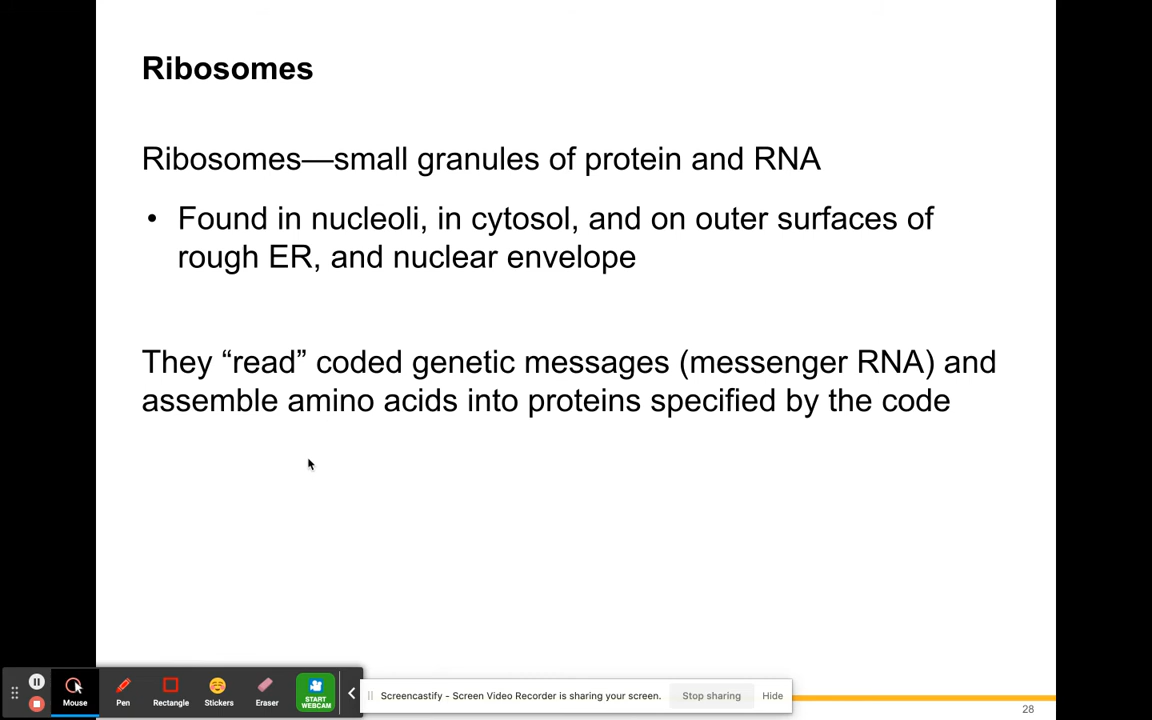 Ribosomes
Ribosomes—small granules of protein and RNA
• Found in nucleoli, in cytosol, and on outer surfaces of
rough ER, and nuclear envelope
They “read” coded genetic messages (messenger RNA) and
assemble amino acids into proteins specified by the code
Mouse
Pen
Rectangle
Stickers
Eraser
START
WEBCAM
Screencastify - Screen Video Recorder is sharing your screen.
Stop sharing
Hide
28